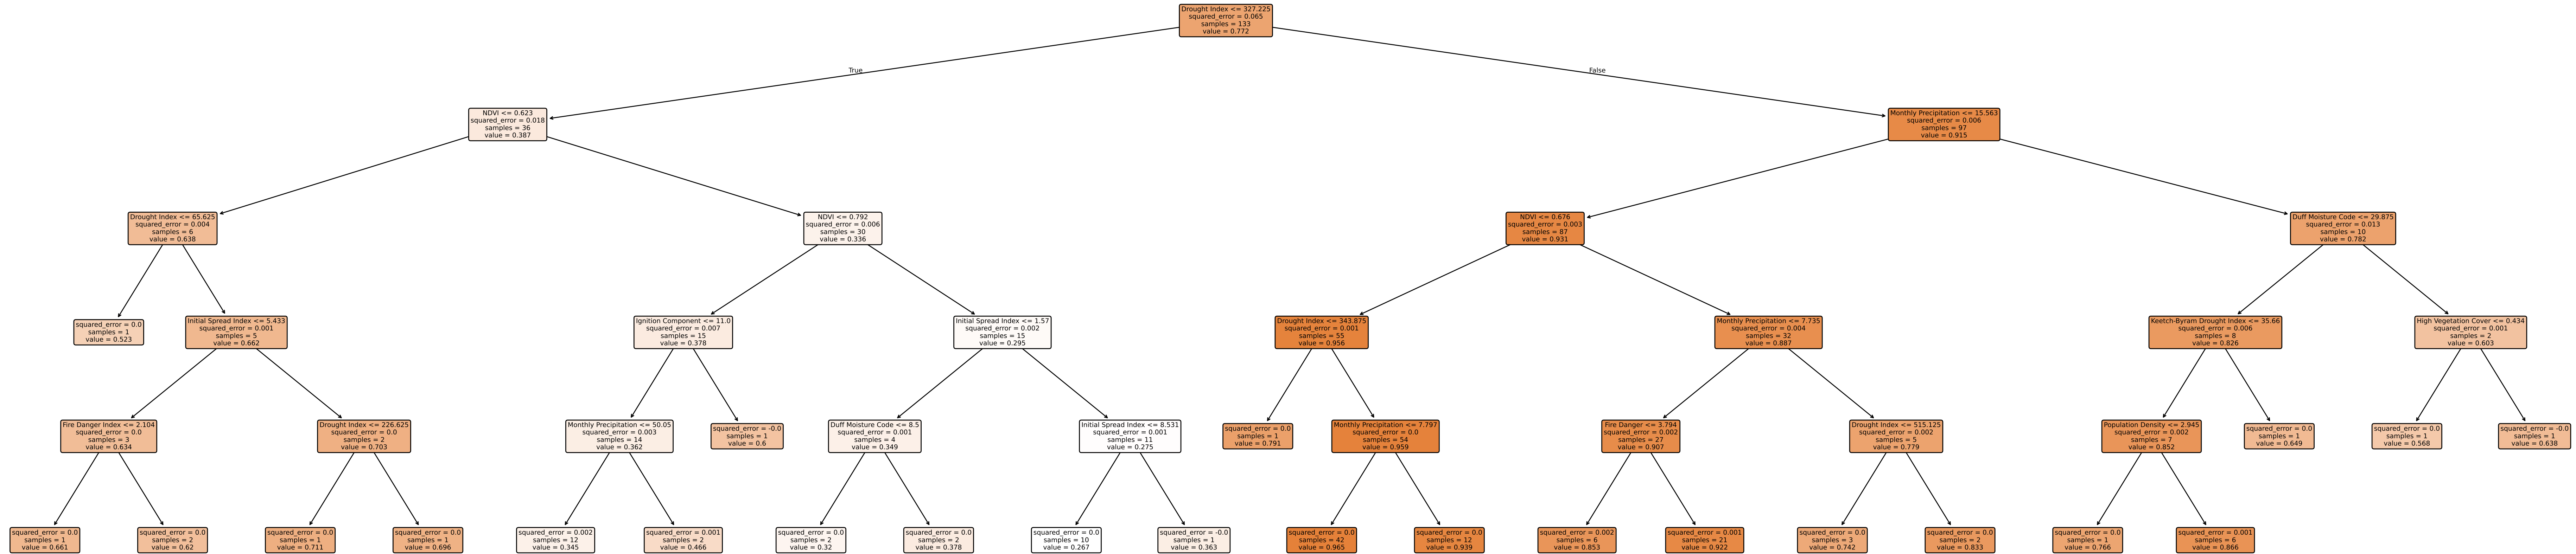 Drought Index <= 327.225
squared_error = 0.065
samples = 133
value = 0.772
True
False
NDVI <= 0.623
squared_error = 0.018
samples = 36
value = 0.387
Monthly Precipitation <= 15.563
squared_error = 0.006
samples = 97
value = 0.915
Drought Index <= 65.625
squared_error = 0.004
samples = 6
value = 0.638
NDVI <= 0.792
squared_error = 0.006
samples = 30
value = 0.336
NDVI <= 0.676
squared_error = 0.003
samples = 87
value = 0.931
Duff Moisture Code <= 29.875
squared_error = 0.013
samples = 10
value = 0.782
squared_error = 0.0
samples = 1
value = 0.523
Initial Spread Index <= 5.433
squared_error = 0.001
samples = 5
value = 0.662
Ignition Component <= 11.0
squared_error = 0.007
samples = 15
value = 0.378
Initial Spread Index <= 1.57
squared_error = 0.002
samples = 15
value = 0.295
Drought Index <= 343.875
squared_error = 0.001
samples = 55
value = 0.956
Monthly Precipitation <= 7.735
squared_error = 0.004
samples = 32
value = 0.887
Keetch-Byram Drought Index <= 35.66
squared_error = 0.006
samples = 8
value = 0.826
High Vegetation Cover <= 0.434
squared_error = 0.001
samples = 2
value = 0.603
Fire Danger Index <= 2.104
squared_error = 0.0
samples = 3
value = 0.634
Drought Index <= 226.625
squared_error = 0.0
samples = 2
value = 0.703
Monthly Precipitation <= 50.05
squared_error = 0.003
samples = 14
value = 0.362
squared_error = -0.0
samples = 1
value = 0.6
Duff Moisture Code <= 8.5
squared_error = 0.001
samples = 4
value = 0.349
Initial Spread Index <= 8.531
squared_error = 0.001
samples = 11
value = 0.275
squared_error = 0.0
samples = 1
value = 0.791
Monthly Precipitation <= 7.797
squared_error = 0.0
samples = 54
value = 0.959
Fire Danger <= 3.794
squared_error = 0.002
samples = 27
value = 0.907
Drought Index <= 515.125
squared_error = 0.002
samples = 5
value = 0.779
Population Density <= 2.945
squared_error = 0.002
samples = 7
value = 0.852
squared_error = 0.0
samples = 1
value = 0.649
squared_error = 0.0
samples = 1
value = 0.568
squared_error = -0.0
samples = 1
value = 0.638
squared_error = 0.0
samples = 1
value = 0.661
squared_error = 0.0
samples = 2
value = 0.62
squared_error = 0.0
samples = 1
value = 0.711
squared_error = 0.0
samples = 1
value = 0.696
squared_error = 0.002
samples = 12
value = 0.345
squared_error = 0.001
samples = 2
value = 0.466
squared_error = 0.0
samples = 2
value = 0.32
squared_error = 0.0
samples = 2
value = 0.378
squared_error = 0.0
samples = 10
value = 0.267
squared_error = -0.0
samples = 1
value = 0.363
squared_error = 0.0
samples = 42
value = 0.965
squared_error = 0.0
samples = 12
value = 0.939
squared_error = 0.002
samples = 6
value = 0.853
squared_error = 0.001
samples = 21
value = 0.922
squared_error = 0.0
samples = 3
value = 0.742
squared_error = 0.0
samples = 2
value = 0.833
squared_error = 0.0
samples = 1
value = 0.766
squared_error = 0.001
samples = 6
value = 0.866